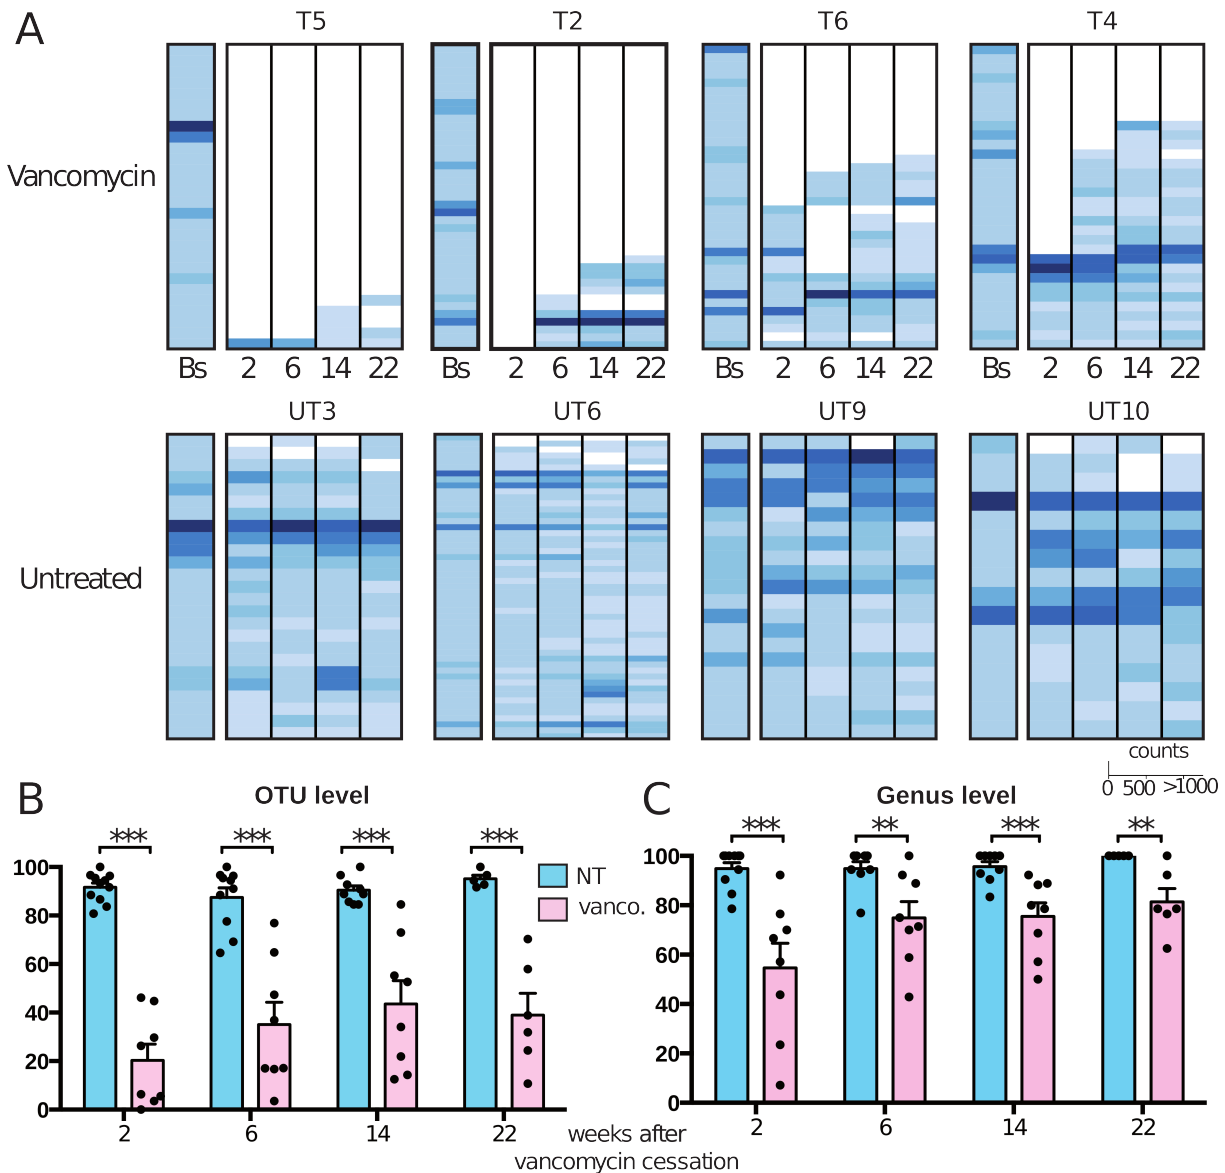 A
T5 T2 T6 T4
Vancomycin
Bs 2 6 14 22 Bs 2 6 14 22 Bs 2 6 14 22 Bs 2 6 14 22
UT3 UT6 UT9 UT10
Untreated
counts
0 500 >1000
B OTU level
*** *** *** ***
NT
vanco.
100
80
60
40
20
0
2 6 14 22
weeks after
vancomycin cessation
C Genus level
*** ** *** **
100
80
60
40
20
0
2 6 14 22